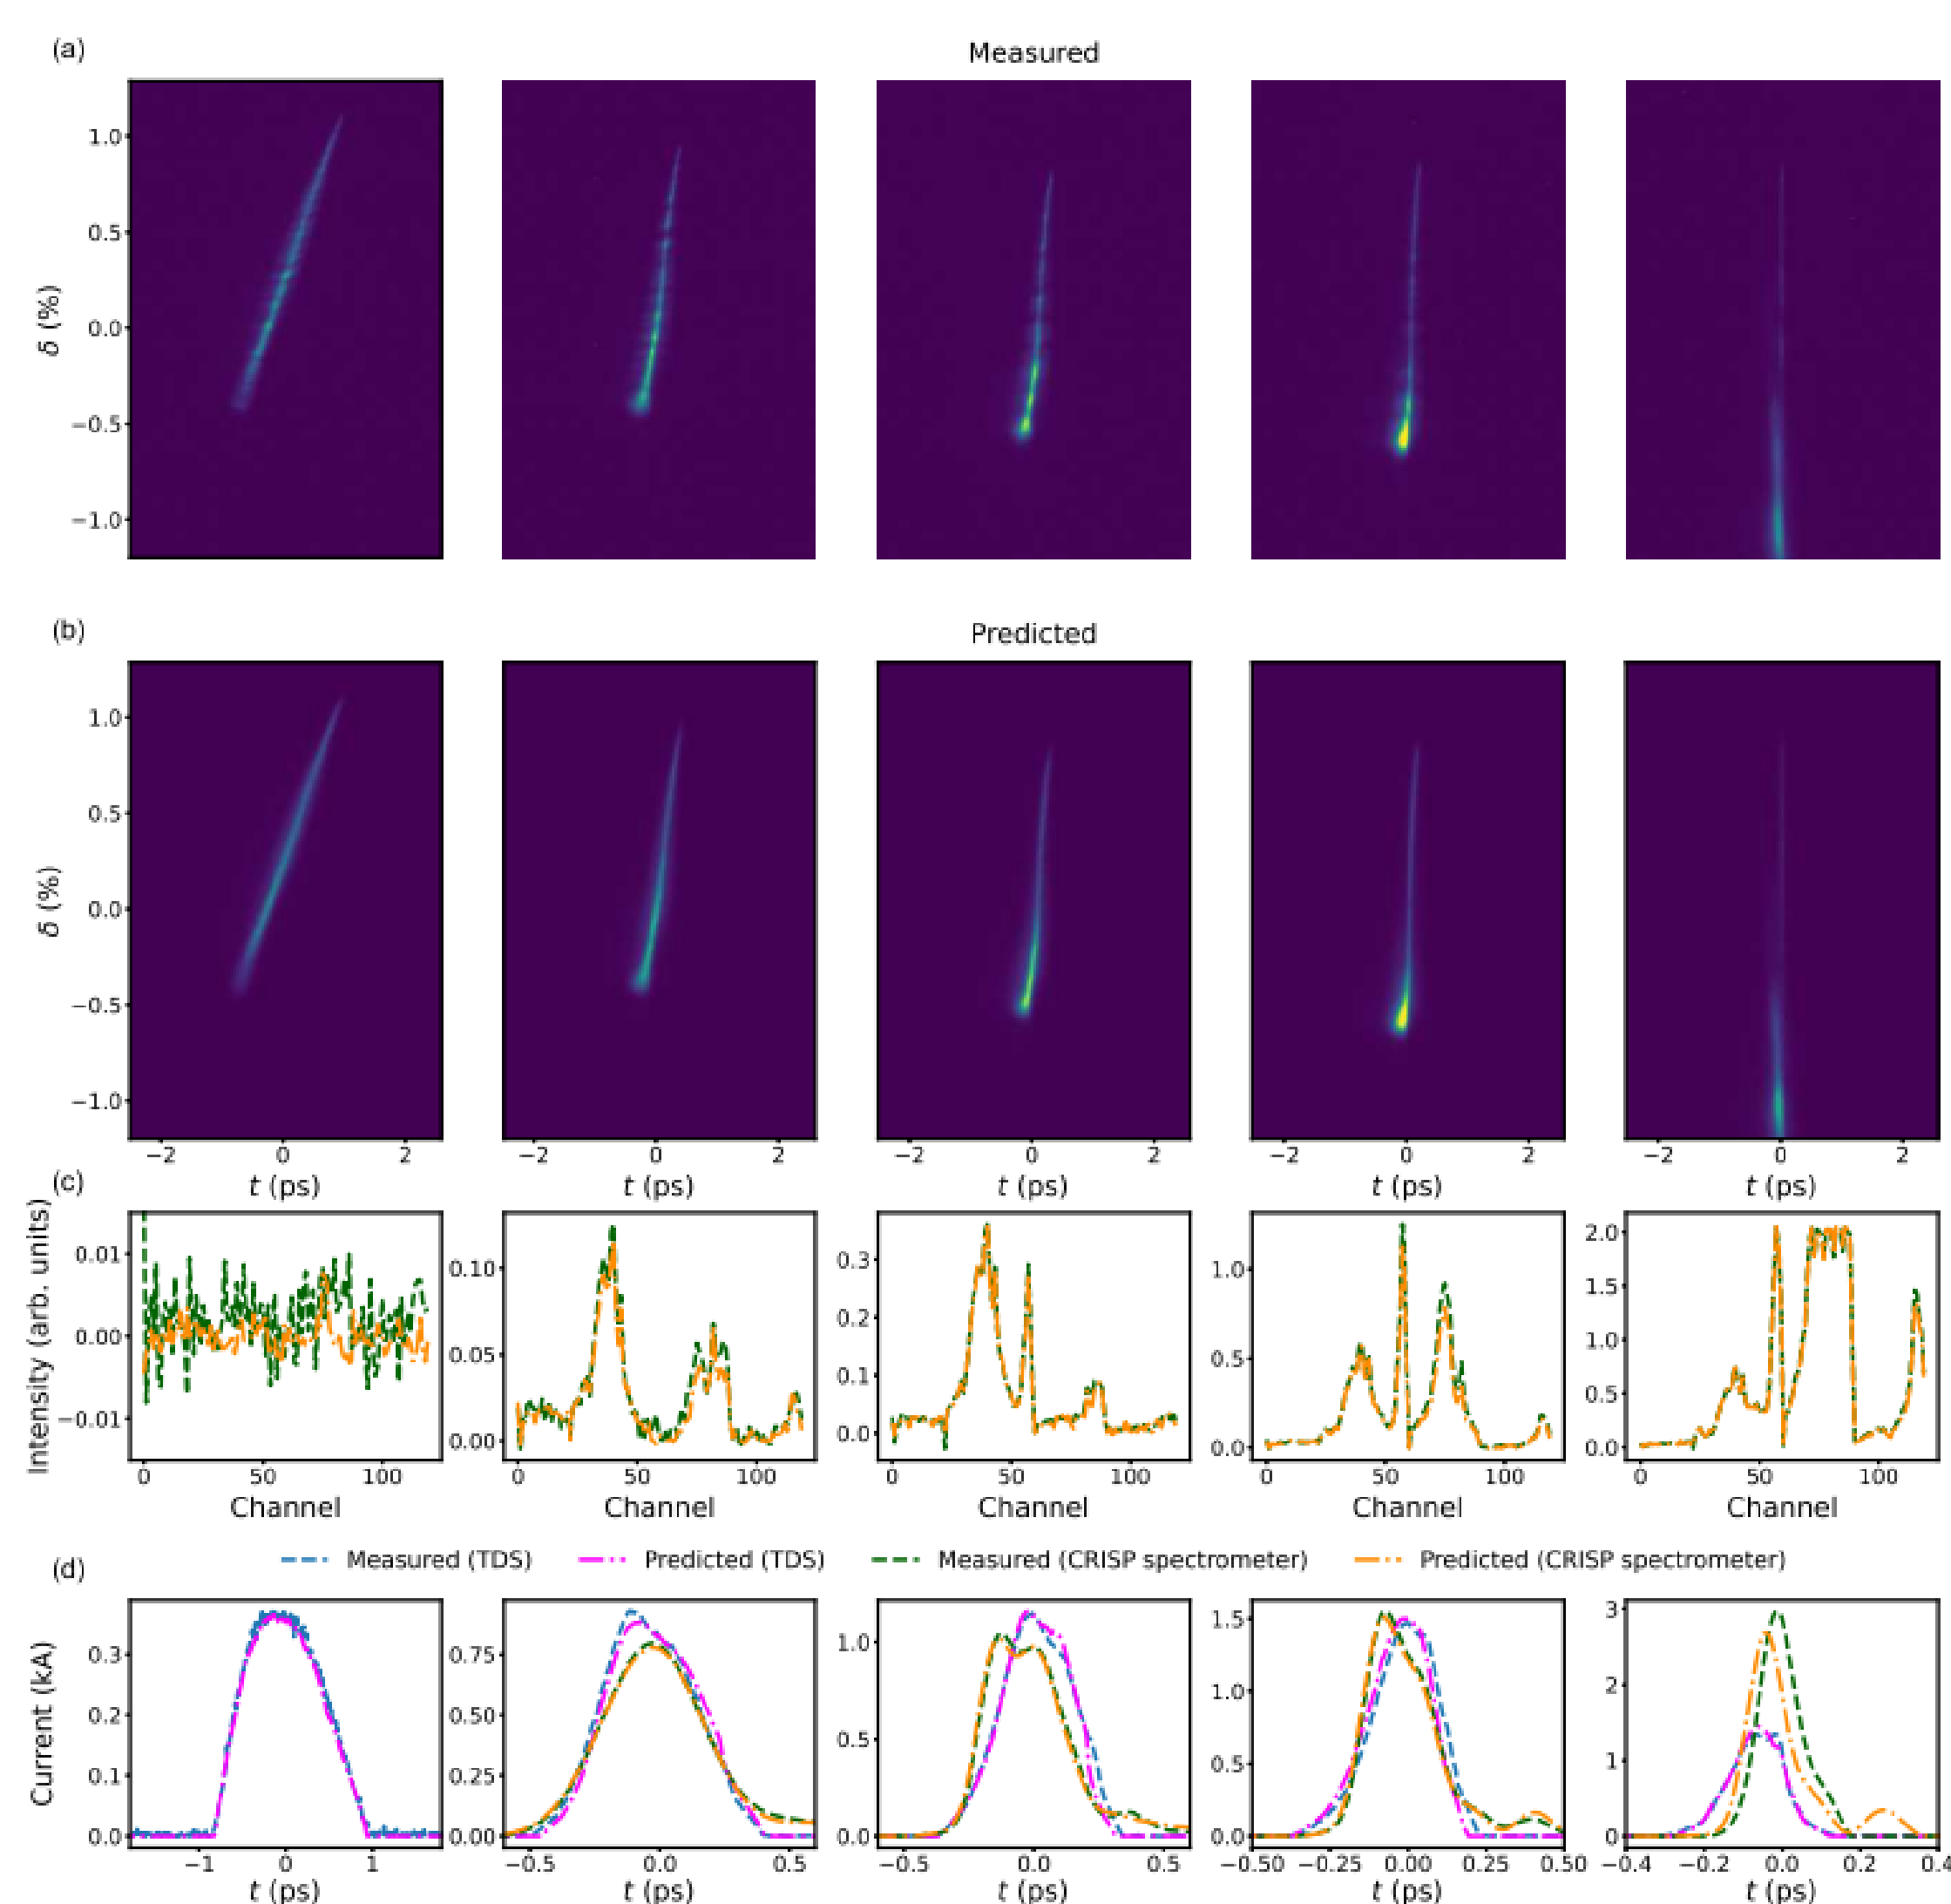 (a)
Measured
1.0
0.5
0.0
−0.5
−1.0
δ (%)
(b)
Predicted
1.0
0.5
0.0
−0.5
−1.0
δ (%)
−2 0 2 −2 0 2 −2 0 2 −2 0 2 −2 0 2
t (ps) t (ps) t (ps) t (ps) t (ps)
(c)
Intensity (arb. units)
0.01
0.00
−0.01
0.10
0.05
0.00
0.3
0.2
0.1
0.0
1.0
0.5
0.0
2.0
1.5
1.0
0.5
0.0
0 50 100 0 50 100 0 50 100 0 50 100 0 50 100
Channel Channel Channel Channel Channel
Measured (TDS) Predicted (TDS) Measured (CRISP spectrometer) Predicted (CRISP spectrometer)
(d)
Current (kA)
0.3
0.2
0.1
0.0
0.75
0.50
0.25
0.00
1.0
0.5
0.0
1.5
1.0
0.5
0.0
3
2
1
0
−1 0 1 −0.5 0.0 0.5 −0.5 0.0 0.5 −0.50 −0.25 0.00 0.25 0.50 −0.4 −0.2 0.0 0.2 0.4
t (ps) t (ps) t (ps) t (ps) t (ps)